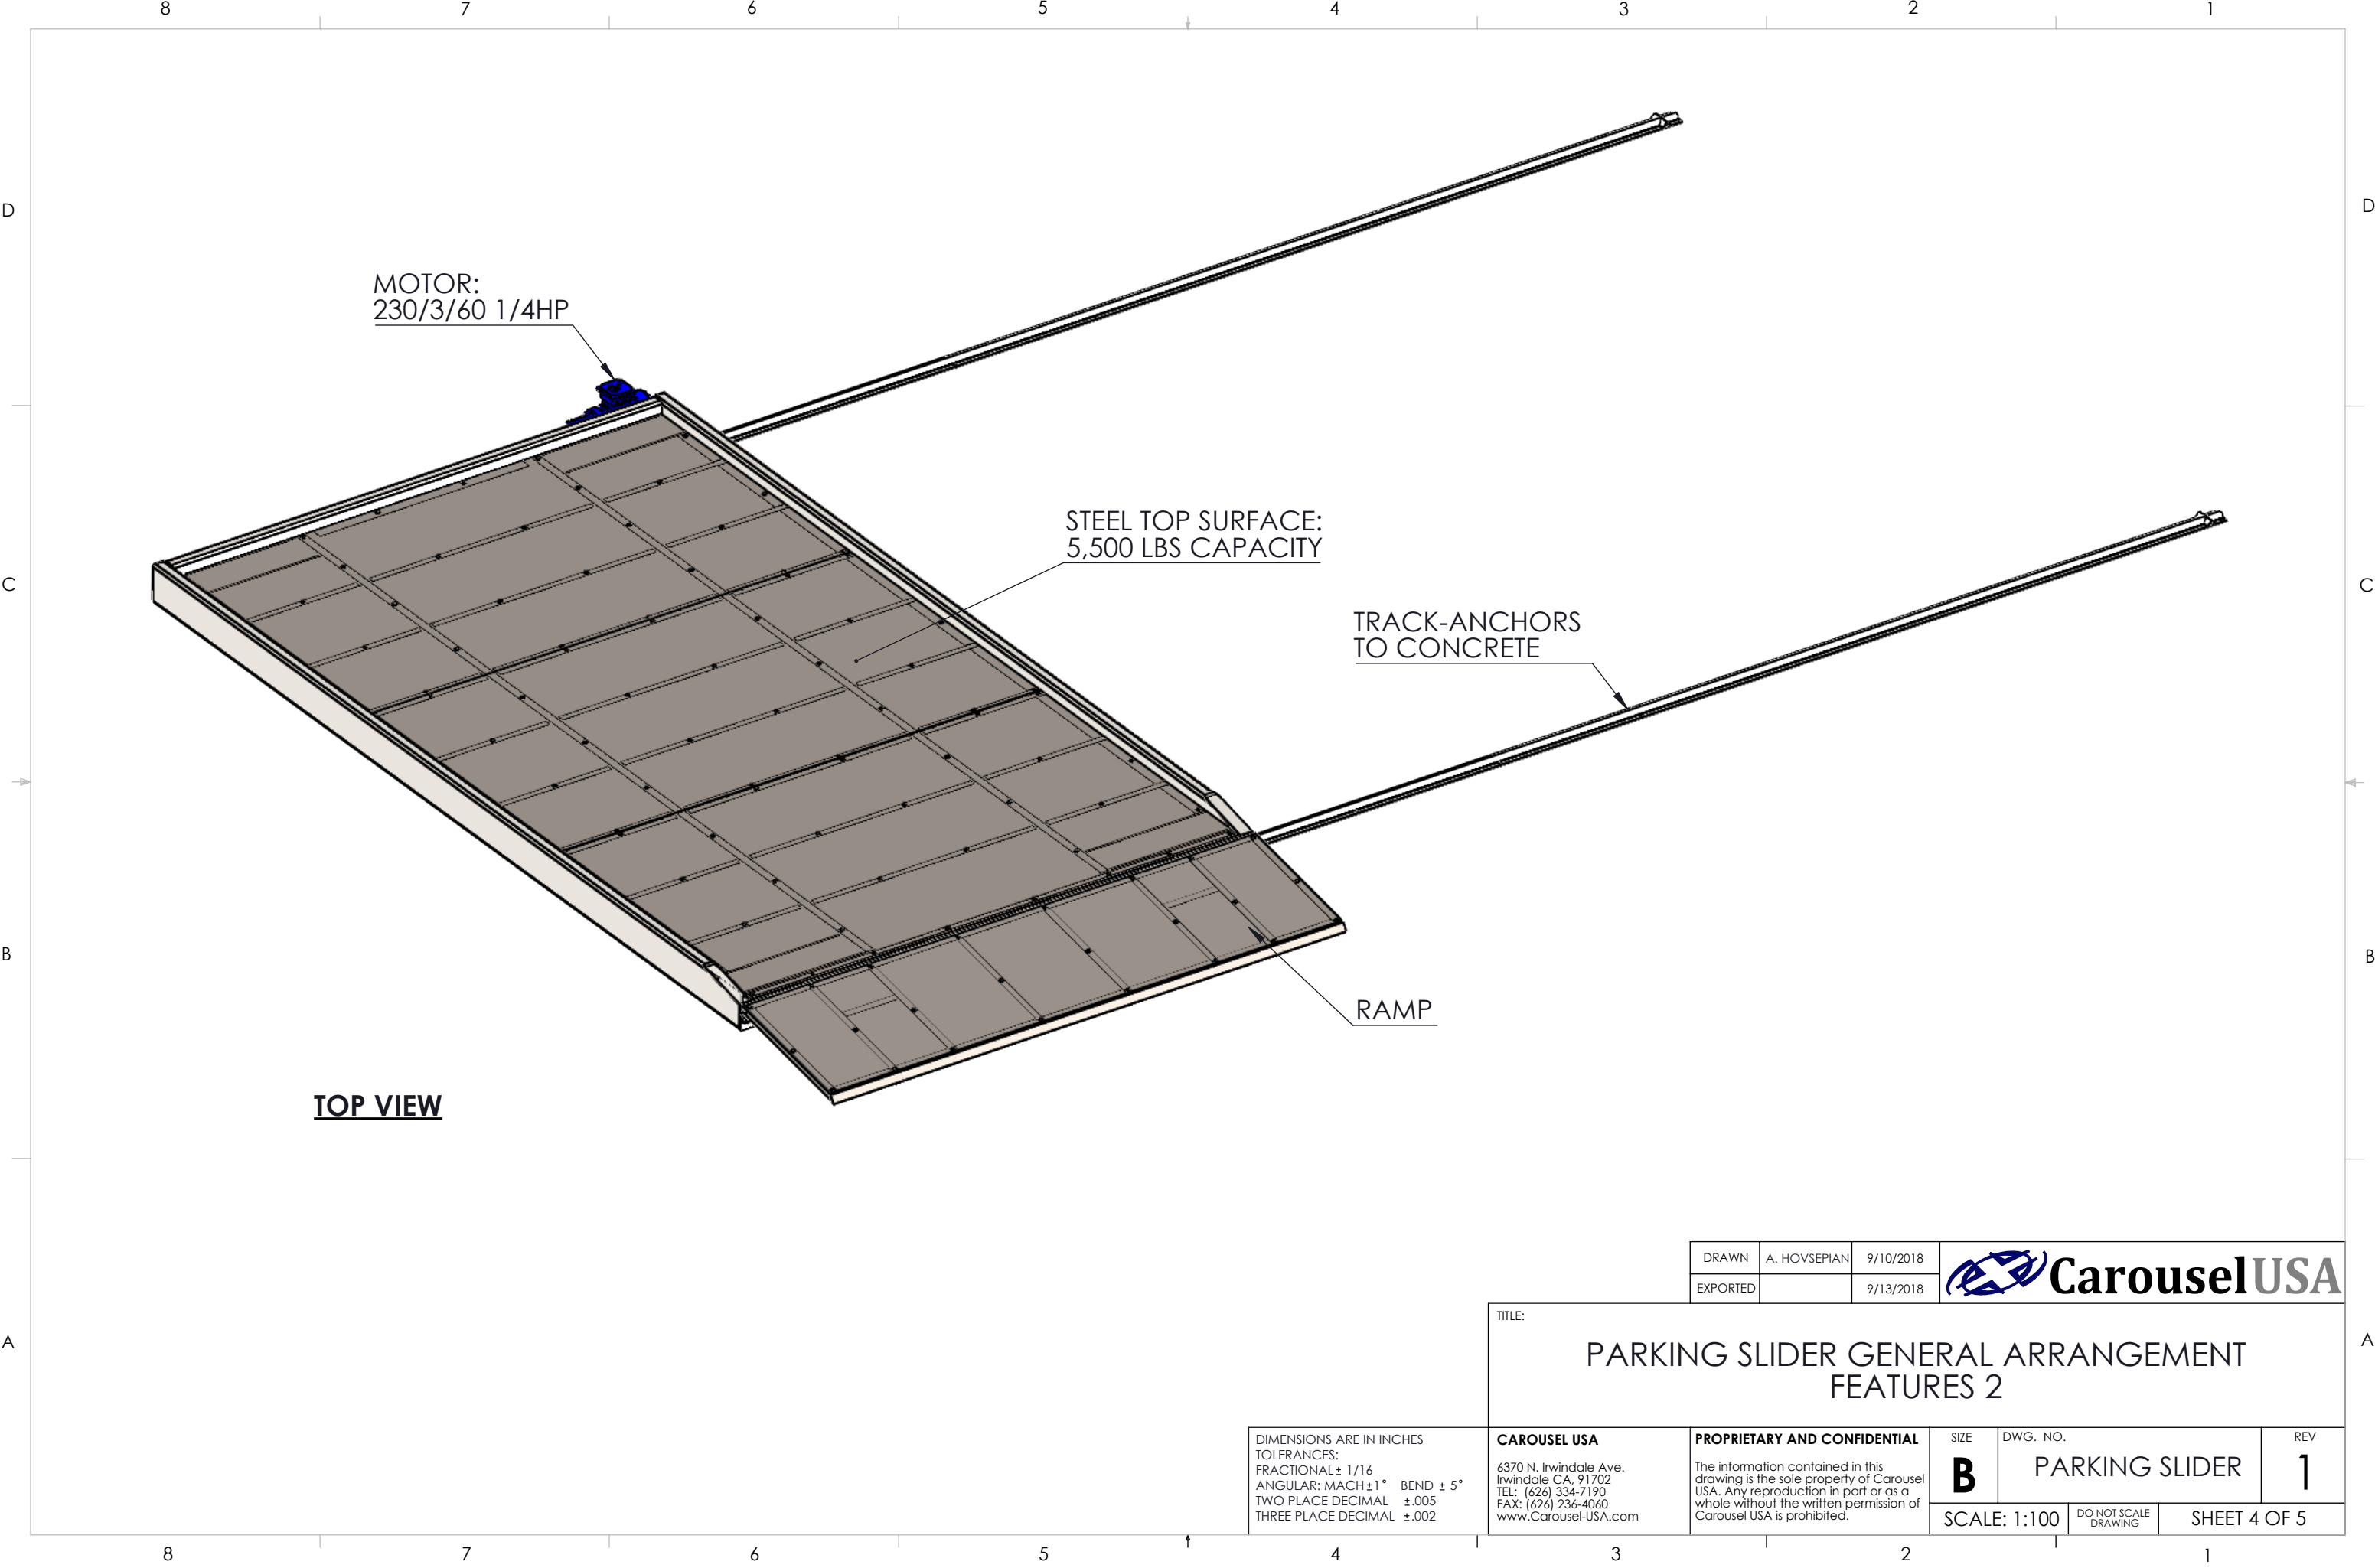 8 7 6 5 4 3 2 1
D D
MOTOR:
230/3/60 1/4HP
STEEL TOP SURFACE:
5,500 LBS CAPACITY
C C
TRACK-ANCHORS
TO CONCRETE
B B
RAMP
TOP VIEW
DRAWN A. HOVSEPIAN 9/10/2018
EXPORTED 9/13/2018
CarouselUSA
TITLE:
A A
PARKING SLIDER GENERAL ARRANGEMENT
FEATURES 2
DIMENSIONS ARE IN INCHES
TOLERANCES:
FRACTIONAL± 1/16
ANGULAR: MACH±1° BEND ± 5°
TWO PLACE DECIMAL ±.005
THREE PLACE DECIMAL ±.002
CAROUSEL USA
6370 N. Irwindale Ave.
Irwindale CA, 91702
TEL: (626) 334-7190
FAX: (626) 236-4060
www.Carousel-USA.com
PROPRIETARY AND CONFIDENTIAL
The information contained in this
drawing is the sole property of Carousel
USA. Any reproduction in part or as a
whole without the written permission of
Carousel USA is prohibited.
SIZE
B
DWG. NO.
PARKING SLIDER
REV
1
SCALE: 1:100
DO NOT SCALE
DRAWING
SHEET 4 OF 5
8 7 6 5 4 3 2 1